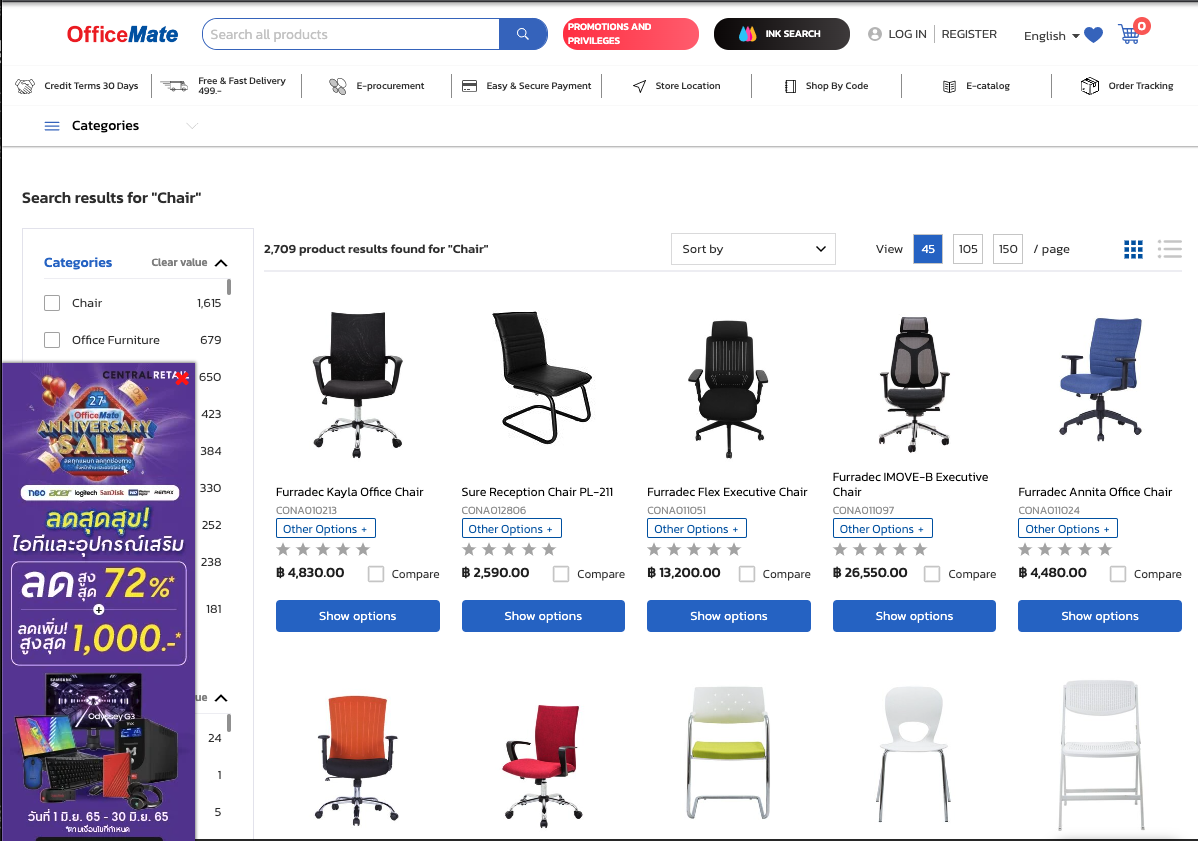 OfficeMate
Search all products
PROMOTIONS AND
PRIVILEGES
INK SEARCH
LOG IN
REGISTER
English
0
Credit Terms 30 Days
Free & Fast Delivery
499.-
E-procurement
Easy & Secure Payment
Store Location
Shop By Code
E-catalog
Order Tracking
Categories
Search results for "Chair"
Categories
Clear value
Chair 1,615
Office Furniture 679
650
423
384
330
252
238
181
ue
24
1
5
CENTRAL RETAIL
27
OfficeMate
ANNIVERSARY
SALE
neo acer logitech SanDisk REMAX
ลดสุดสุข!
ไอทีและอุปกรณ์เสริม
ลด สูงสุด 72%*
+
ลดเพิ่ม!
สูงสุด 1,000.-*
SAMSUNG
Odyssey G3
วันที่ 1 มิ.ย. 65 - 30 มิ.ย. 65
*ตามเงื่อนไขที่กำหนด
2,709 product results found for "Chair"
Sort by
View 45 105 150 / page
Furradec Kayla Office Chair
CONA010213
Other Options +
฿ 4,830.00
Compare
Show options
Sure Reception Chair PL-211
CONA012806
Other Options +
฿ 2,590.00
Compare
Show options
Furradec Flex Executive Chair
CONA011051
Other Options +
฿ 13,200.00
Compare
Show options
Furradec IMOVE-B Executive
Chair
CONA011097
Other Options +
฿ 26,550.00
Compare
Show options
Furradec Annita Office Chair
CONA011024
Other Options +
฿ 4,480.00
Compare
Show options